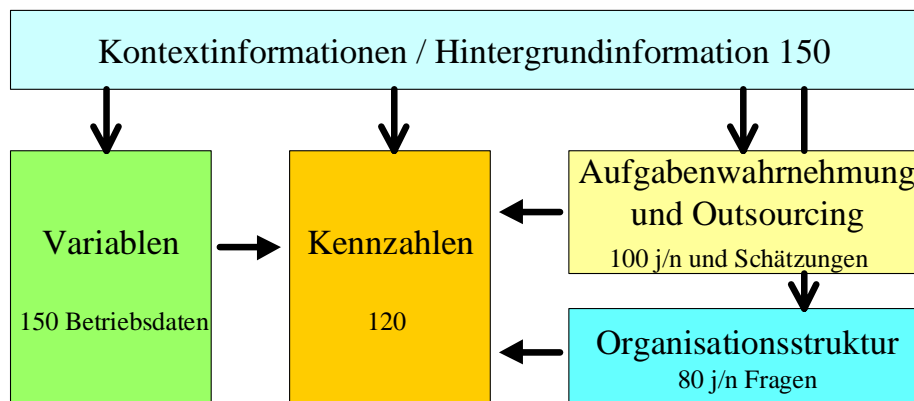 Kontextinformationen / Hintergrundinformation 150
Variablen
150 Betriebsdaten
Kennzahlen
120
Aufgabenwahrnehmung
und Outsourcing
100 j/n und Schätzungen
Organisationsstruktur
80 j/n Fragen